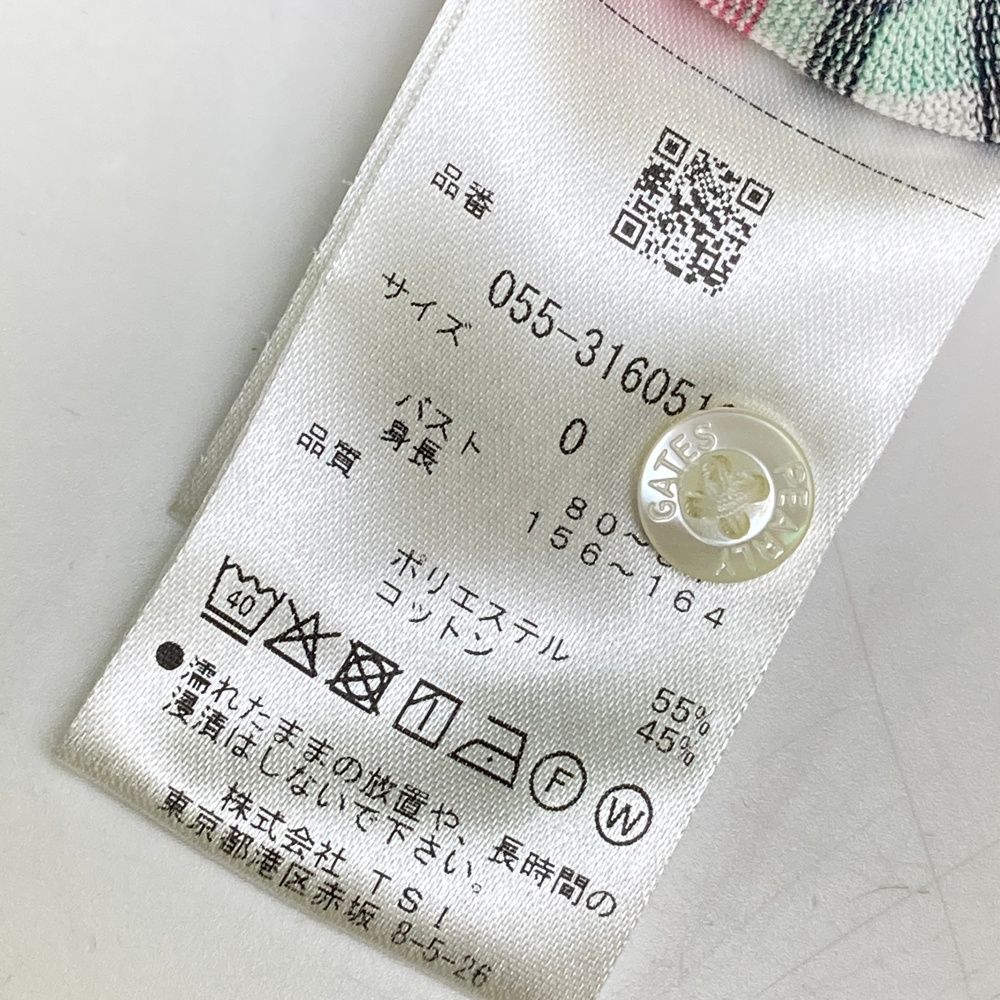 品番
055-316051
サイズ 0
バスト 80~
身長 156~164
品質
ポリエステル 55%
コットン 45%
40
F W
●濡れたままの放置や、長時間の
浸漬はしないで下さい。
株式会社 TSI
東京都港区赤坂 8-5-26
PEARLY GATES